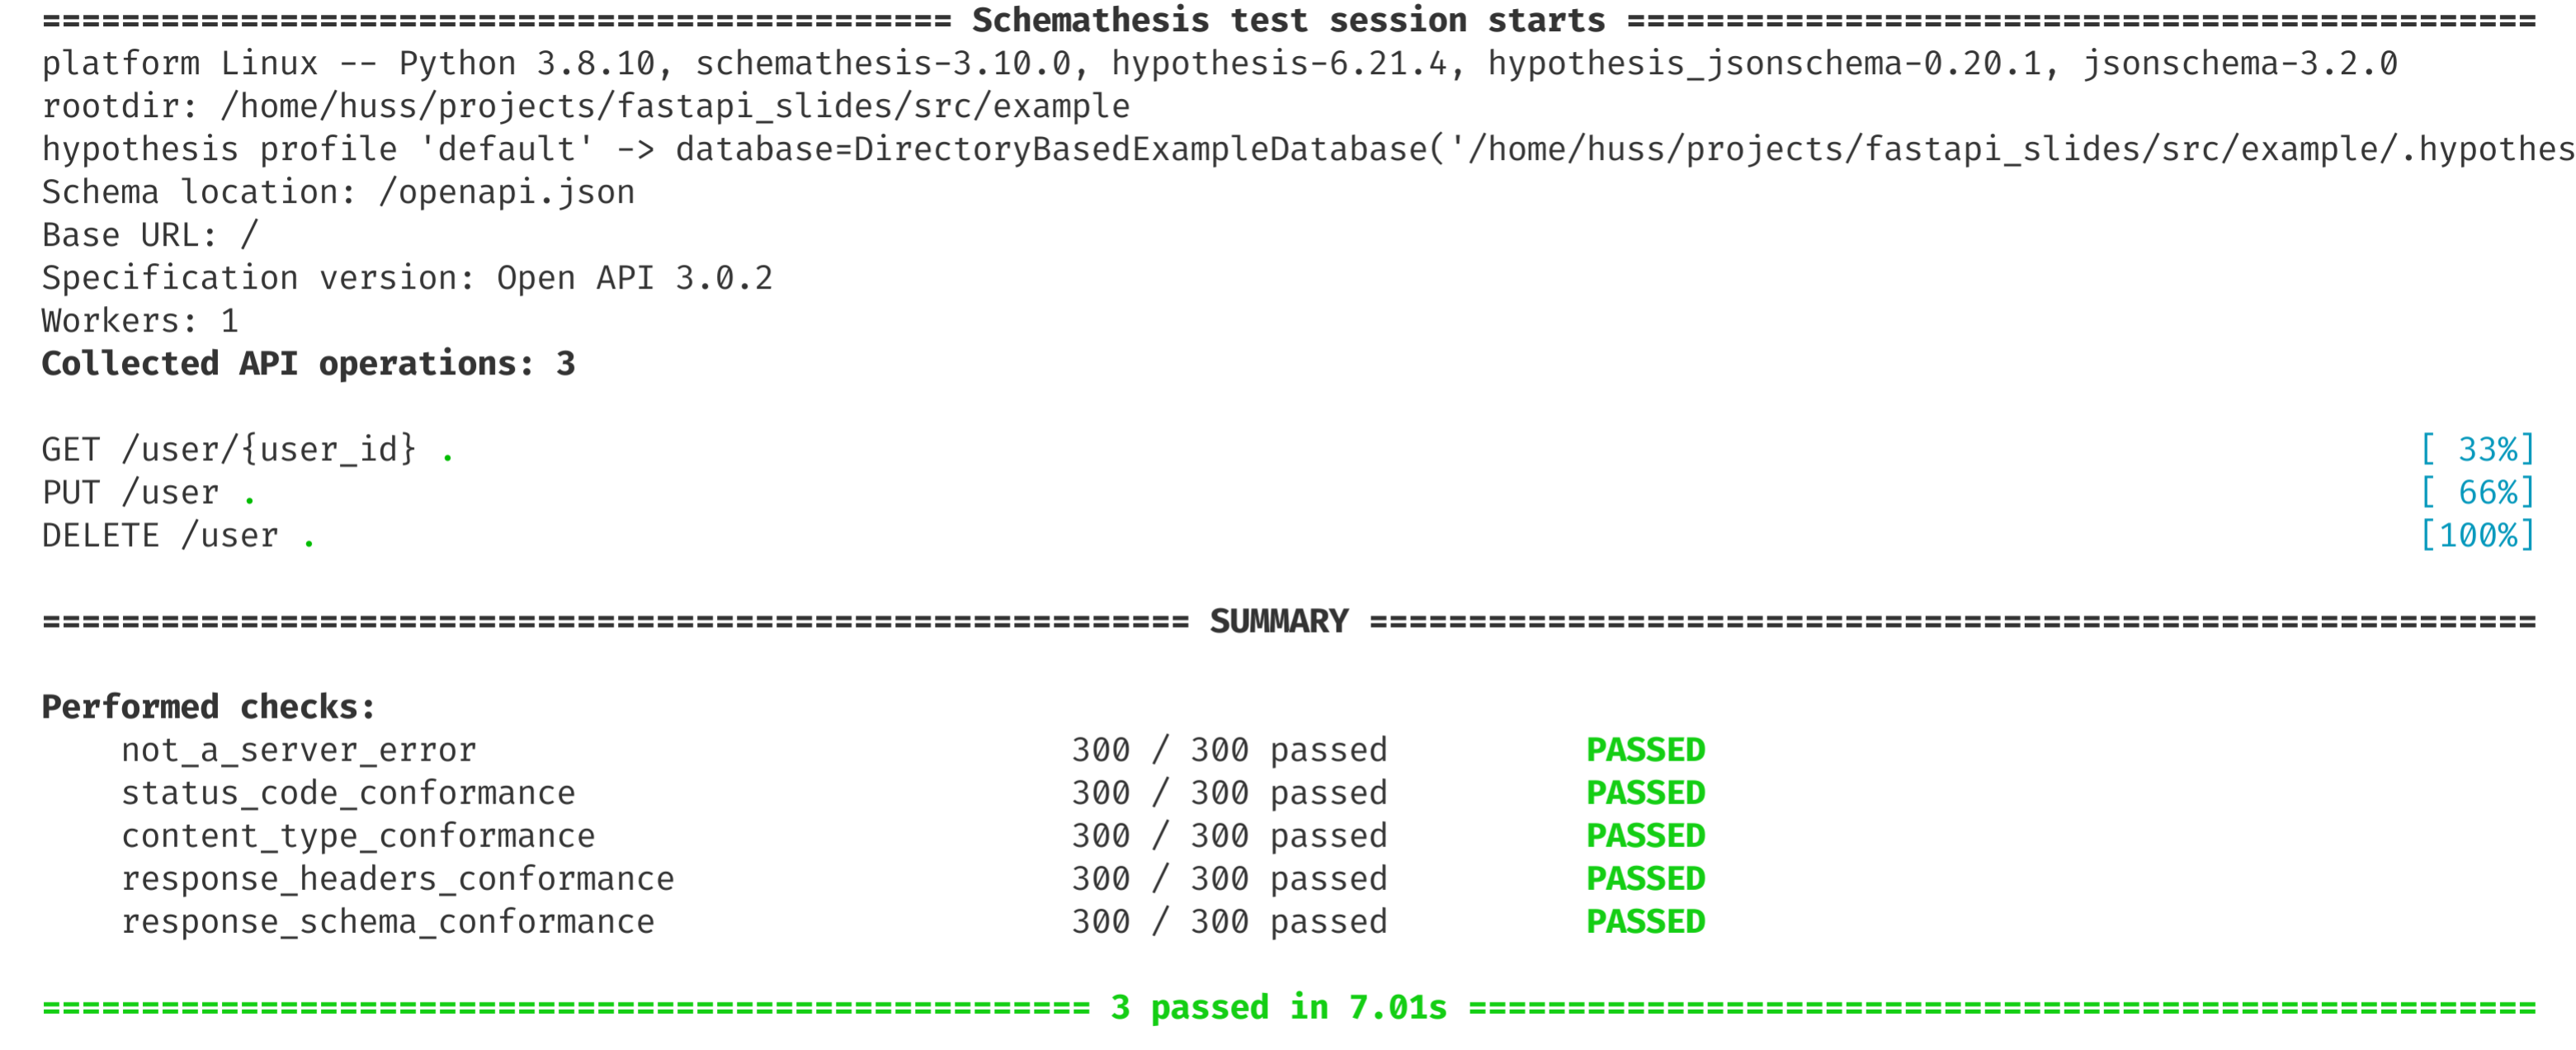 ============================================== Schemathesis test session starts ==============================================
platform Linux -- Python 3.8.10, schemathesis-3.10.0, hypothesis-6.21.4, hypothesis_jsonschema-0.20.1, jsonschema-3.2.0
rootdir: /home/huss/projects/fastapi_slides/src/example
hypothesis profile 'default' -> database=DirectoryBasedExampleDatabase('/home/huss/projects/fastapi_slides/src/example/.hypothes
Schema location: /openapi.json
Base URL: /
Specification version: Open API 3.0.2
Workers: 1
Collected API operations: 3
GET /user/{user_id} . [ 33%]
PUT /user . [ 66%]
DELETE /user . [100%]
========================================================== SUMMARY ===========================================================
Performed checks:
not_a_server_error 300 / 300 passed PASSED
status_code_conformance 300 / 300 passed PASSED
content_type_conformance 300 / 300 passed PASSED
response_headers_conformance 300 / 300 passed PASSED
response_schema_conformance 300 / 300 passed PASSED
===================================================== 3 passed in 7.01s ======================================================